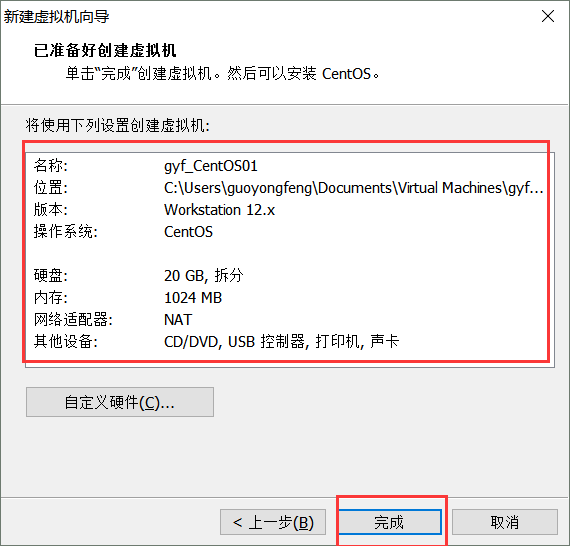 新建虚拟机向导
已准备好创建虚拟机
单击“完成”创建虚拟机。然后可以安装 CentOS。
将使用下列设置创建虚拟机:
名称: gyf_CentOS01
位置: C:\Users\guoyongfeng\Documents\Virtual Machines\gyf...
版本: Workstation 12.x
操作系统: CentOS
硬盘: 20 GB, 拆分
内存: 1024 MB
网络适配器: NAT
其他设备: CD/DVD, USB 控制器, 打印机, 声卡
自定义硬件(C)...
< 上一步(B) 完成 取消